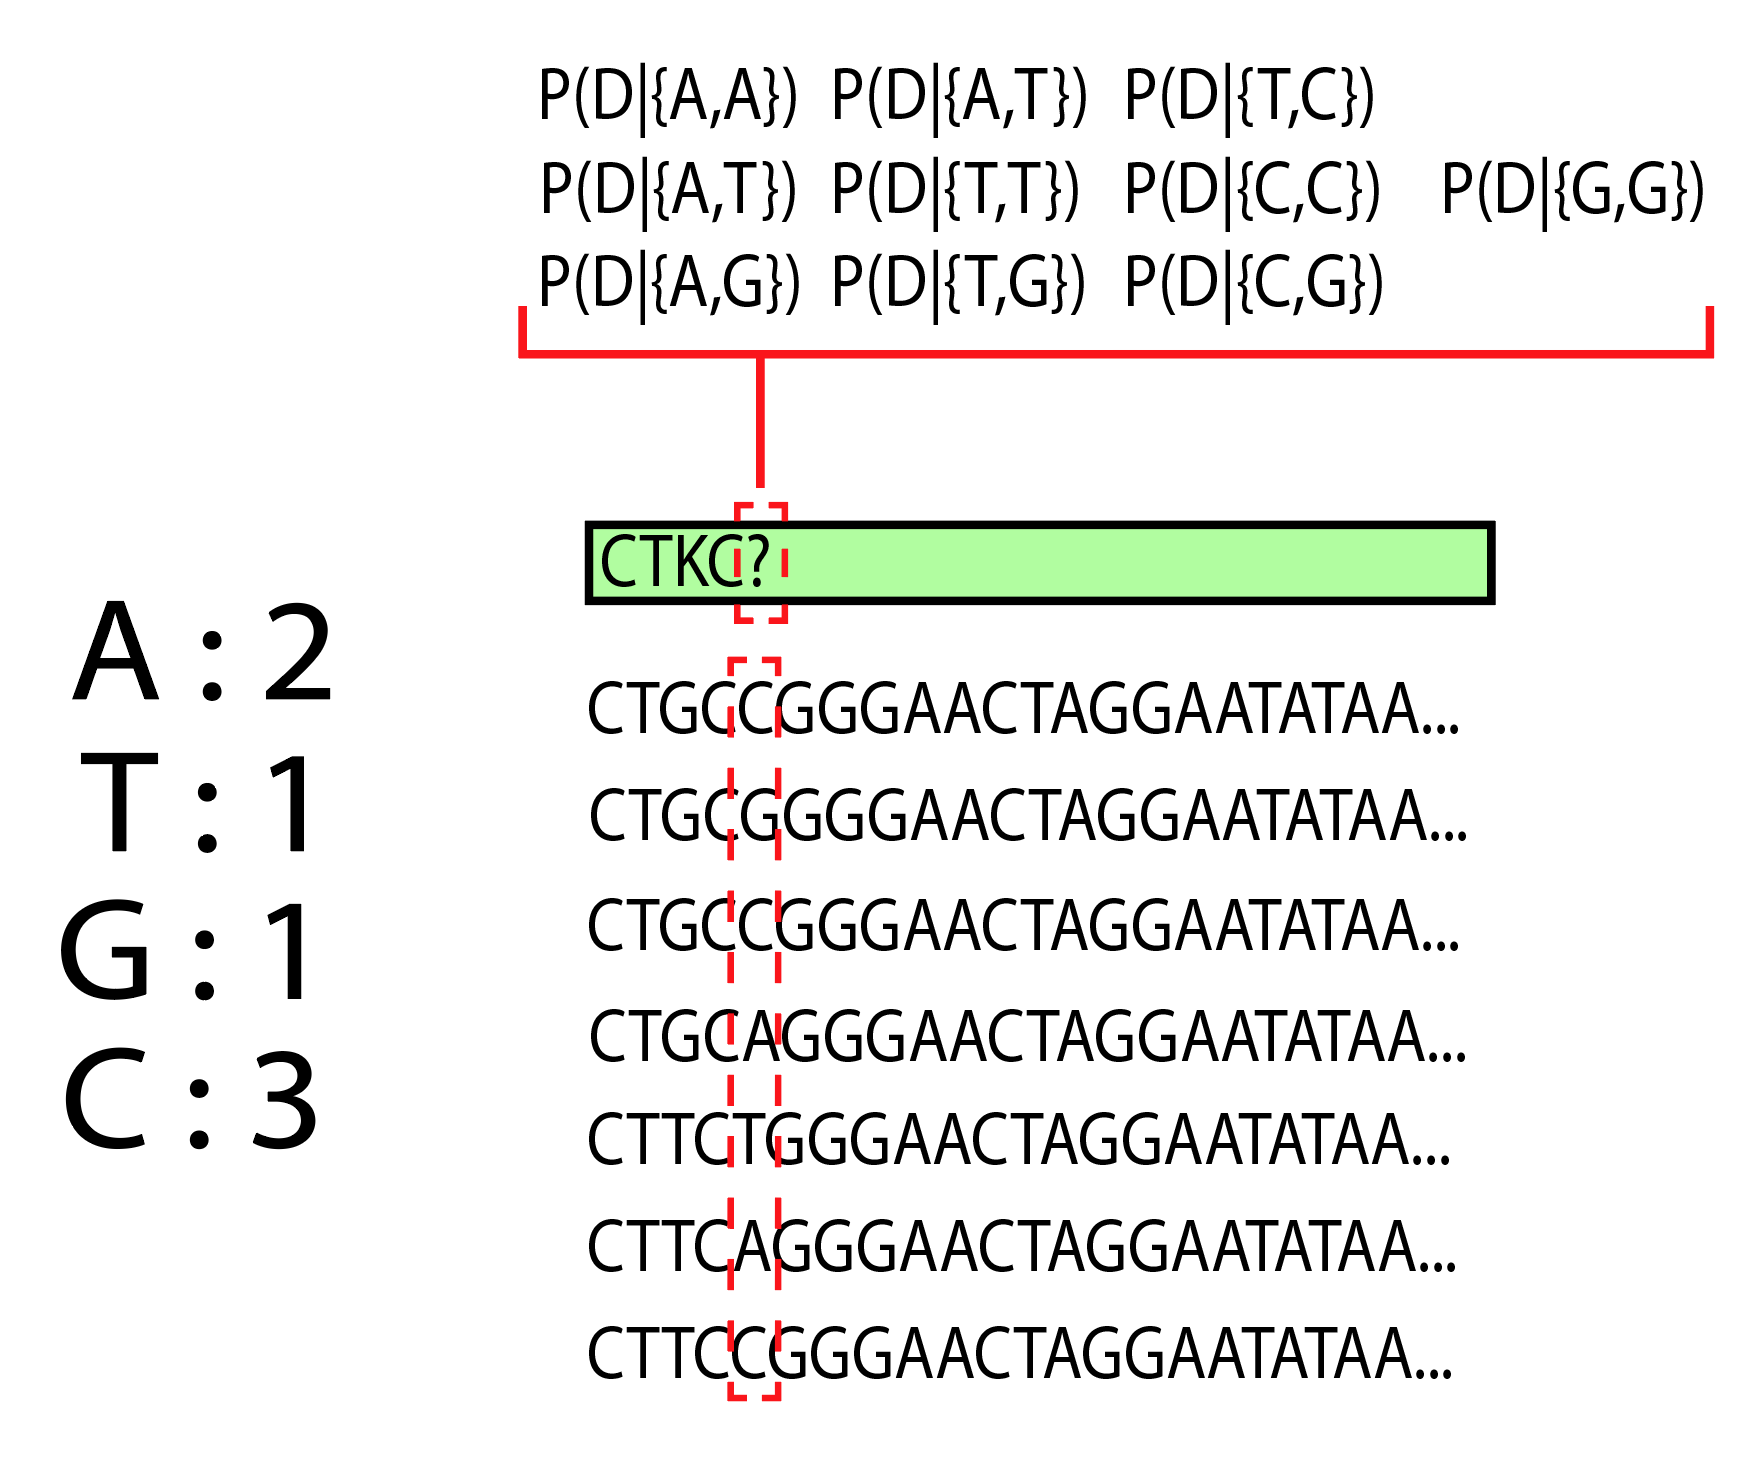 P(D|{A,A}) P(D|{A,T}) P(D|{T,C})
P(D|{A,T}) P(D|{T,T}) P(D|{C,C}) P(D|{G,G})
P(D|{A,G}) P(D|{T,G}) P(D|{C,G})
CTKC?
A : 2
T : 1
G : 1
C : 3
CTGCCGGGAACTAGGAATATAA...
CTGCGGGGAACTAGGAATATAA...
CTGCCGGGAACTAGGAATATAA...
CTGCAGGGAACTAGGAATATAA...
CTTCTGGGAACTAGGAATATAA...
CTTCAGGGAACTAGGAATATAA...
CTTCCGGGAACTAGGAATATAA...